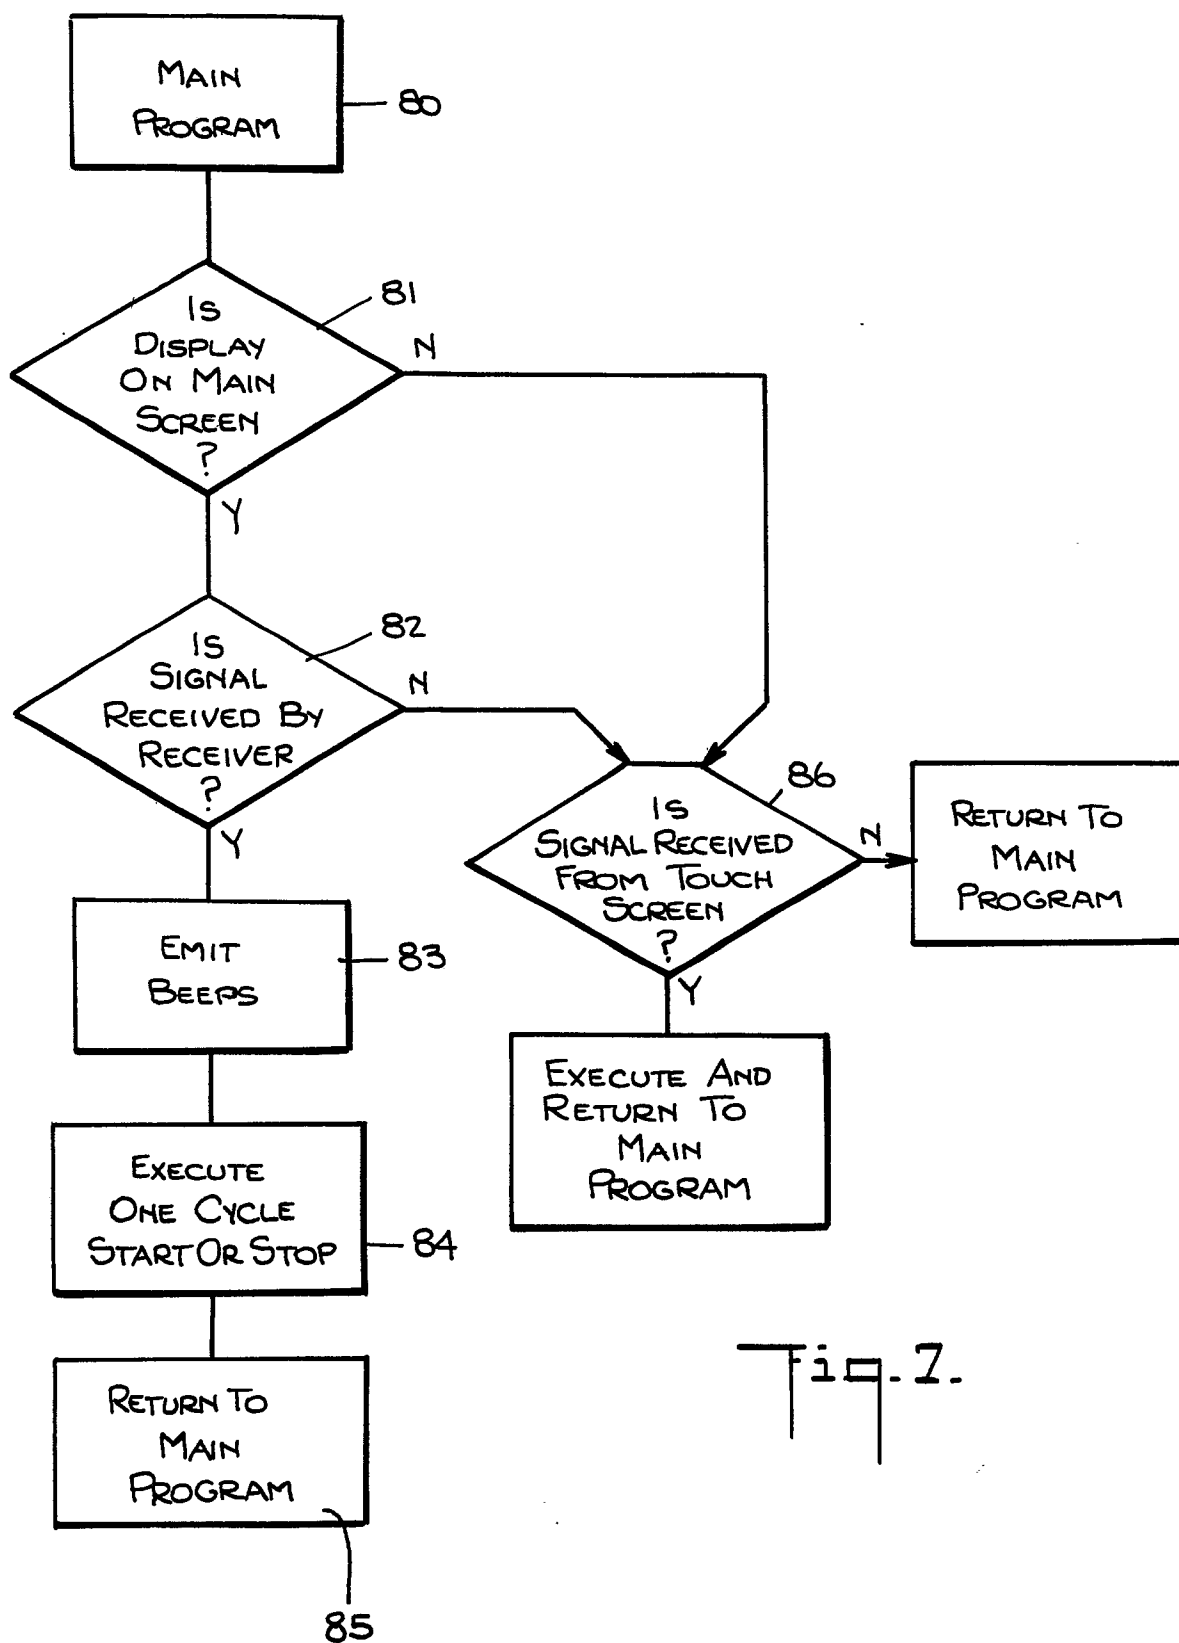 MAIN
PROGRAM
80
IS
DISPLAY
ON MAIN
SCREEN
?
81
N
Y
IS
SIGNAL
RECEIVED BY
RECEIVER
?
82
N
Y
EMIT
BEEPS
83
EXECUTE
ONE CYCLE
START OR STOP
84
RETURN TO
MAIN
PROGRAM
85
IS
SIGNAL RECEIVED
FROM TOUCH
SCREEN
?
86
N
Y
RETURN TO
MAIN
PROGRAM
EXECUTE AND
RETURN TO
MAIN
PROGRAM
Fig. 7.